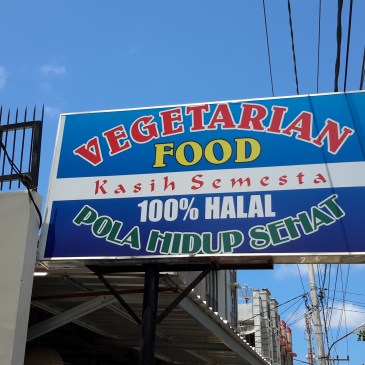 VEGETARIAN
FOOD
Kasih Semesta
100% HALAL
POLA HIDUP SEHAT